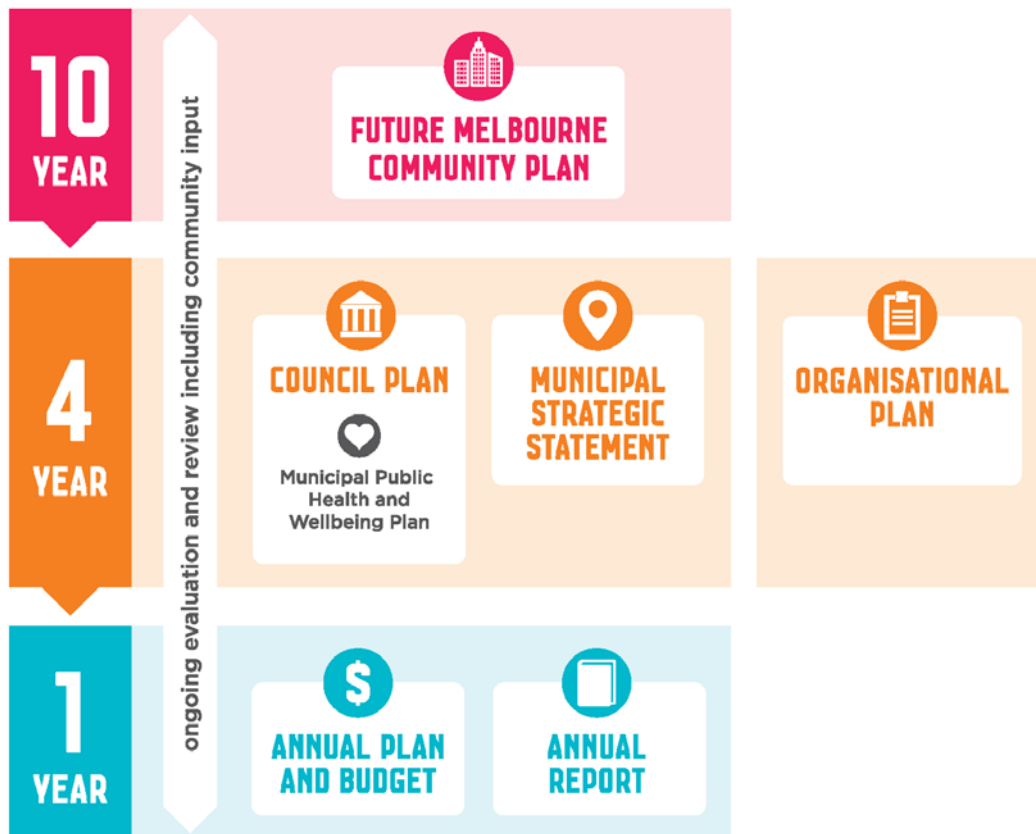 10
YEAR
FUTURE MELBOURNE
COMMUNITY PLAN
ongoing evaluation and review including community input
4
YEAR
COUNCIL PLAN
Municipal Public
Health and
Wellbeing Plan
MUNICIPAL
STRATEGIC
STATEMENT
ORGANISATIONAL
PLAN
1
YEAR
$
ANNUAL PLAN
AND BUDGET
ANNUAL
REPORT